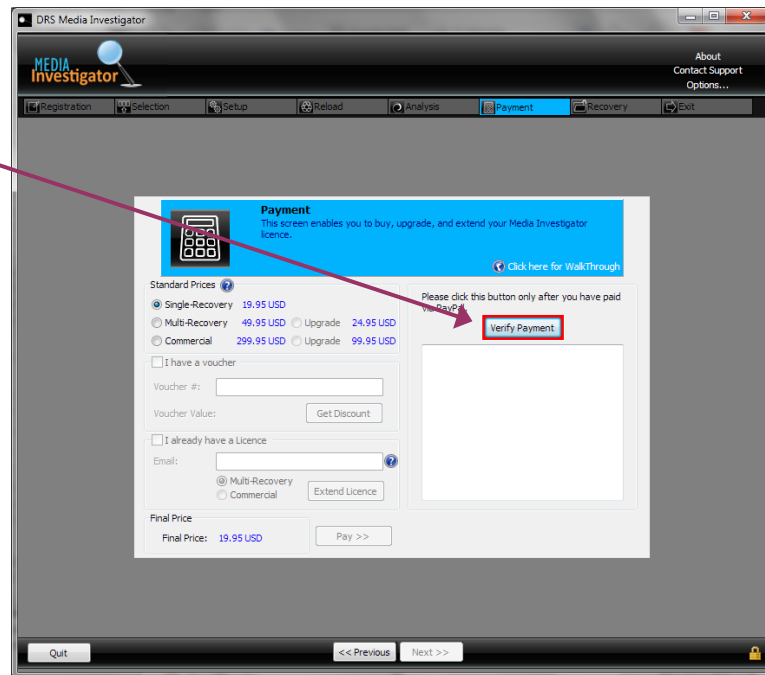 DRS Media Investigator
MEDIA
Investigator
About
Contact Support
Options...
Registration Selection Setup Reload Analysis Payment Recovery Exit
Payment
This screen enables you to buy, upgrade, and extend your Media Investigator
licence.
Click here for WalkThrough
Standard Prices
Single-Recovery 19.95 USD
Multi-Recovery 49.95 USD Upgrade 24.95 USD
Commercial 299.95 USD Upgrade 99.95 USD
I have a voucher
Voucher #:
Voucher Value: Get Discount
I already have a Licence
Email:
Multi-Recovery
Commercial
Extend Licence
Final Price
Final Price: 19.95 USD
Pay >>
Please click this button only after you have paid
via PayPal.
Verify Payment
Quit
<< Previous
Next >>